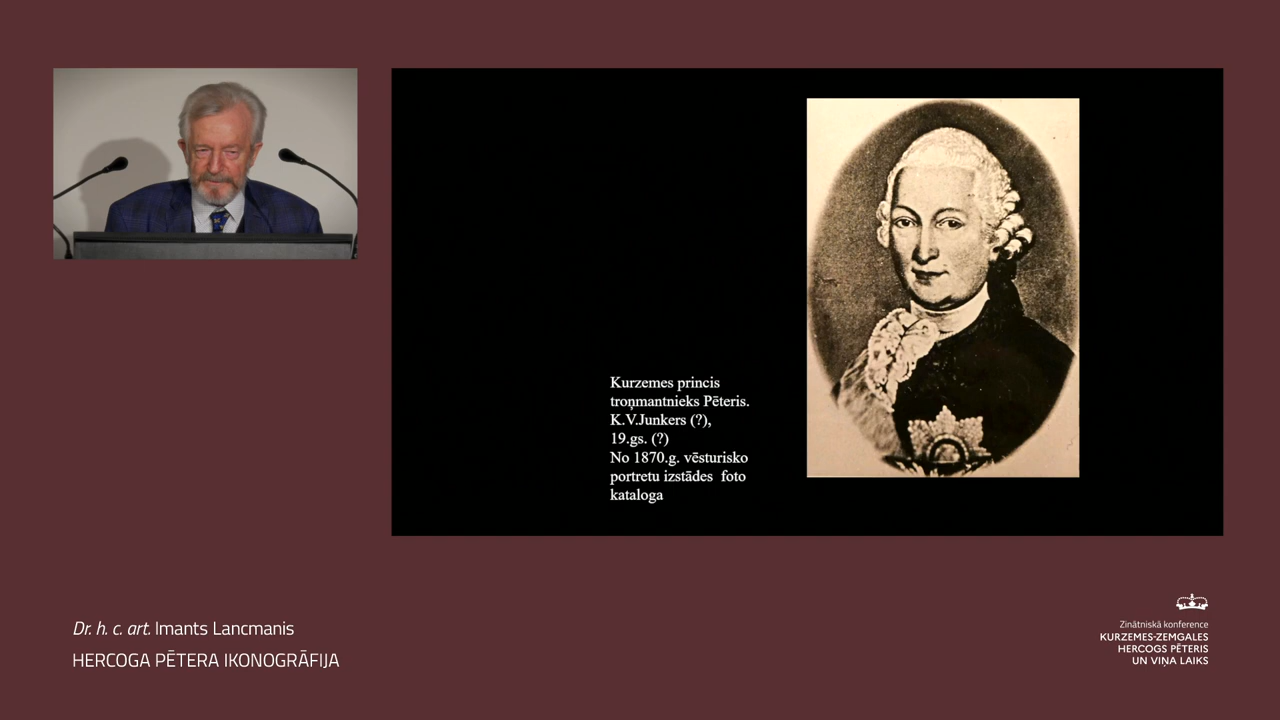 Kurzemes princis
troņmantnieks Pēteris.
K.V.Junkers (?),
19.gs. (?)
No 1870.g. vēsturisko
portretu izstādes foto
kataloga
Dr. h. c. art. Imants Lancmanis
HERCOGA PĒTERA IKONOGRĀFIJA
Zinātniskā konference
KURZEMES-ZEMGALES
HERCOGS PĒTERIS
UN VIŅA LAIKS